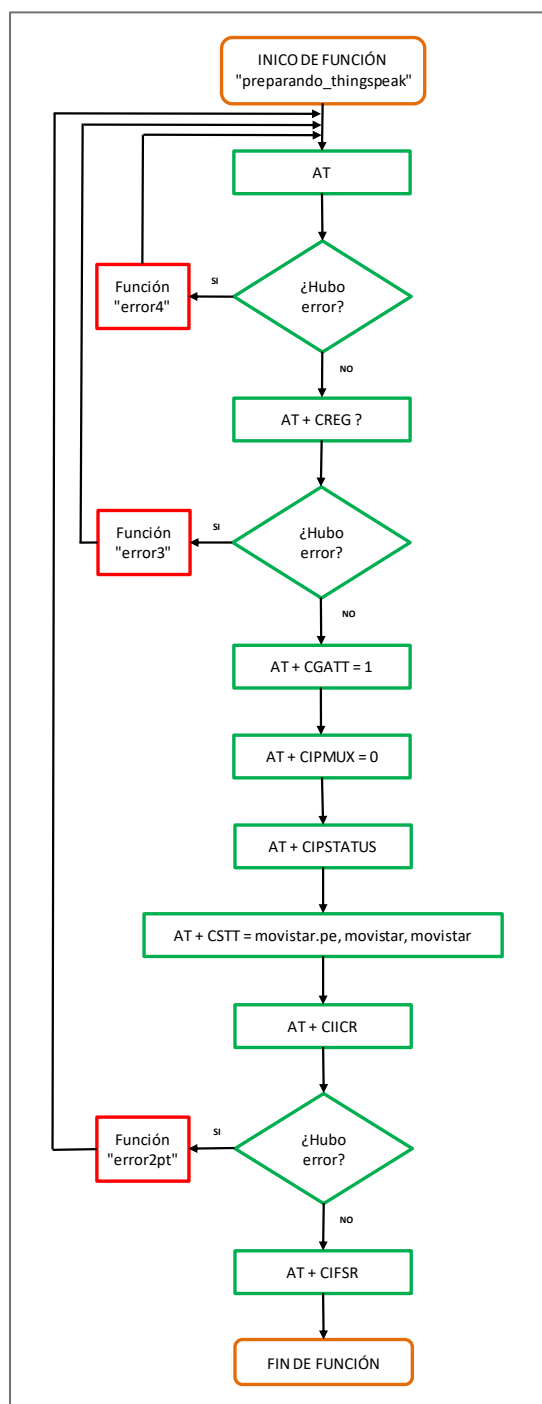 INICO DE FUNCIÓN
"preparando_thingspeak"
AT
Función
"error4"
SI
¿Hubo
error?
NO
AT + CREG ?
Función
"error3"
SI
¿Hubo
error?
NO
AT + CGATT = 1
AT + CIPMUX = 0
AT + CIPSTATUS
AT + CSTT = movistar.pe, movistar, movistar
AT + CIICR
Función
"error2pt"
SI
¿Hubo
error?
NO
AT + CIFSR
FIN DE FUNCIÓN